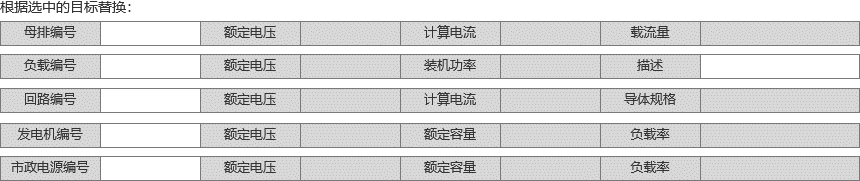 根据选中的目标替换：
母排编号 额定电压 计算电流 载流量
负载编号 额定电压 装机功率 描述
回路编号 额定电压 计算电流 导体规格
发电机编号 额定电压 额定容量 负载率
市政电源编号 额定电压 额定容量 负载率